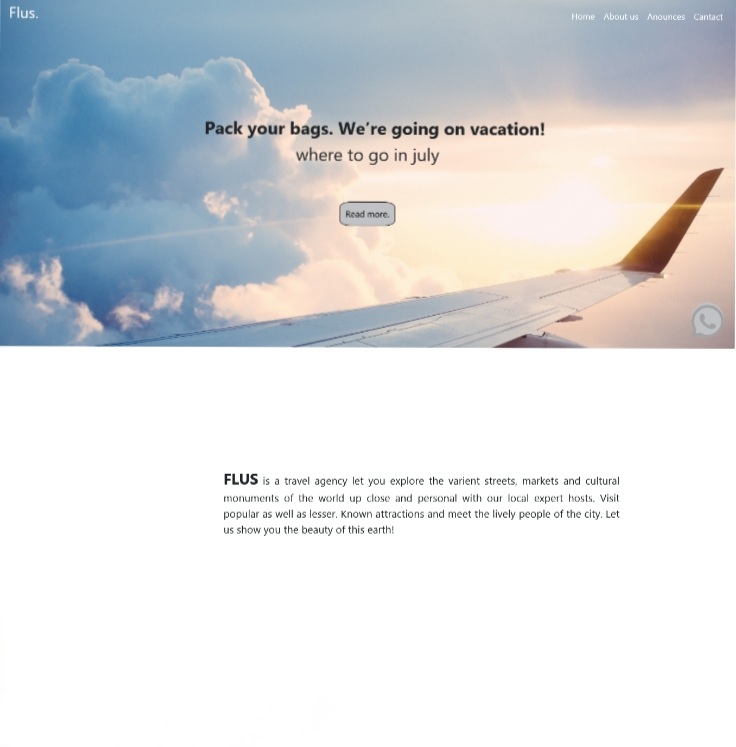 Flus.
Home About us Anounces Cantact
Pack your bags. We're going on vacation!
where to go in july
Read more.
FLUS is a travel agency let you explore the varient streets, markets and cultural
monuments of the world up close and personal with our local expert hosts. Visit
popular as well as lesser. Known attractions and meet the lively people of the city. Let
us show you the beauty of this earth!